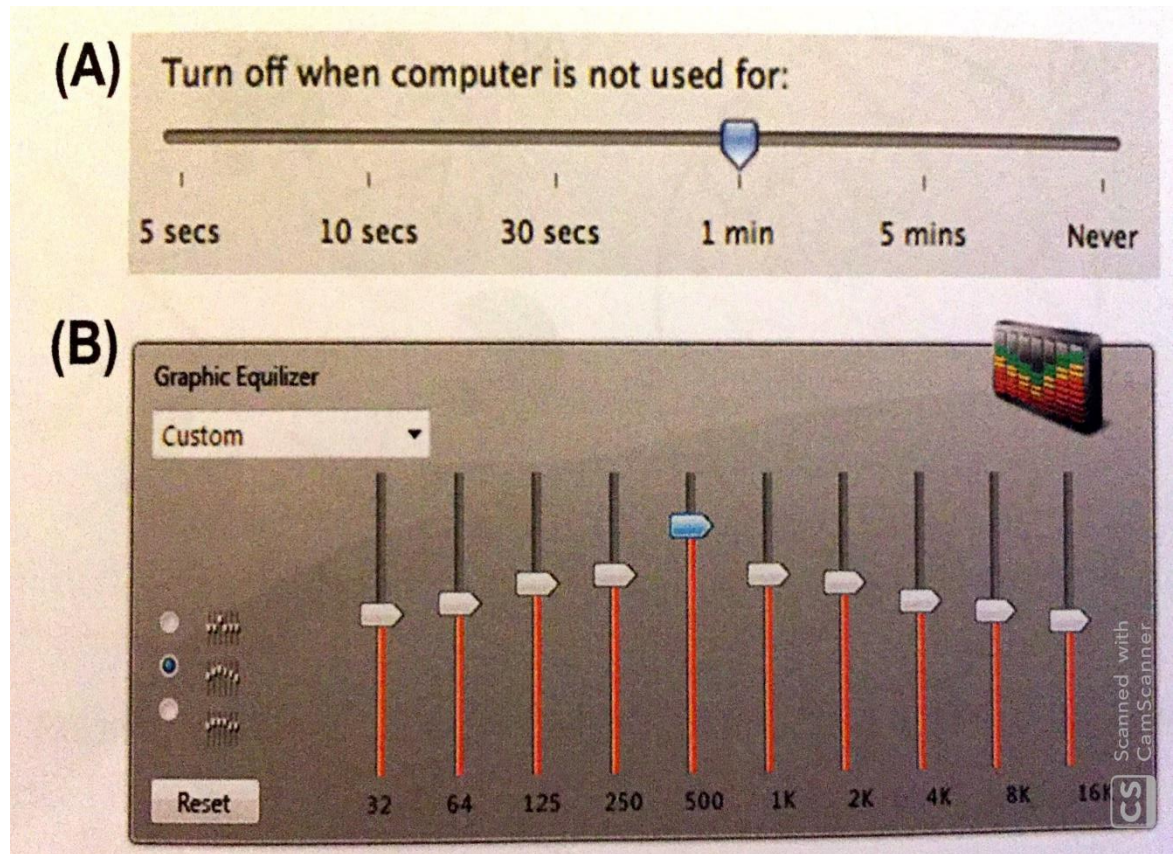 (A)
Turn off when computer is not used for:
5 secs 10 secs 30 secs 1 min 5 mins Never
(B)
Graphic Equilizer
Custom
Reset 32 64 125 250 500 1K 2K 4K 8K 16K
Scanned with
CamScanner
CS